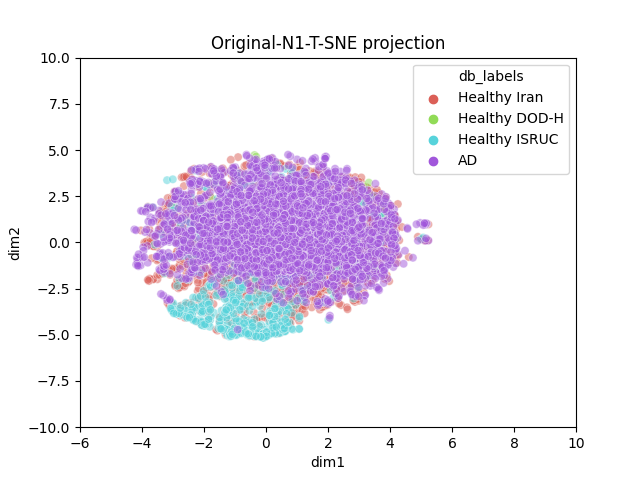 Original-N1-T-SNE projection
db_labels
Healthy Iran
Healthy DOD-H
Healthy ISRUC
AD
10.0
7.5
5.0
2.5
0.0
−2.5
−5.0
−7.5
−10.0
dim2
−6
−4
−2
0
2
4
6
8
10
dim1